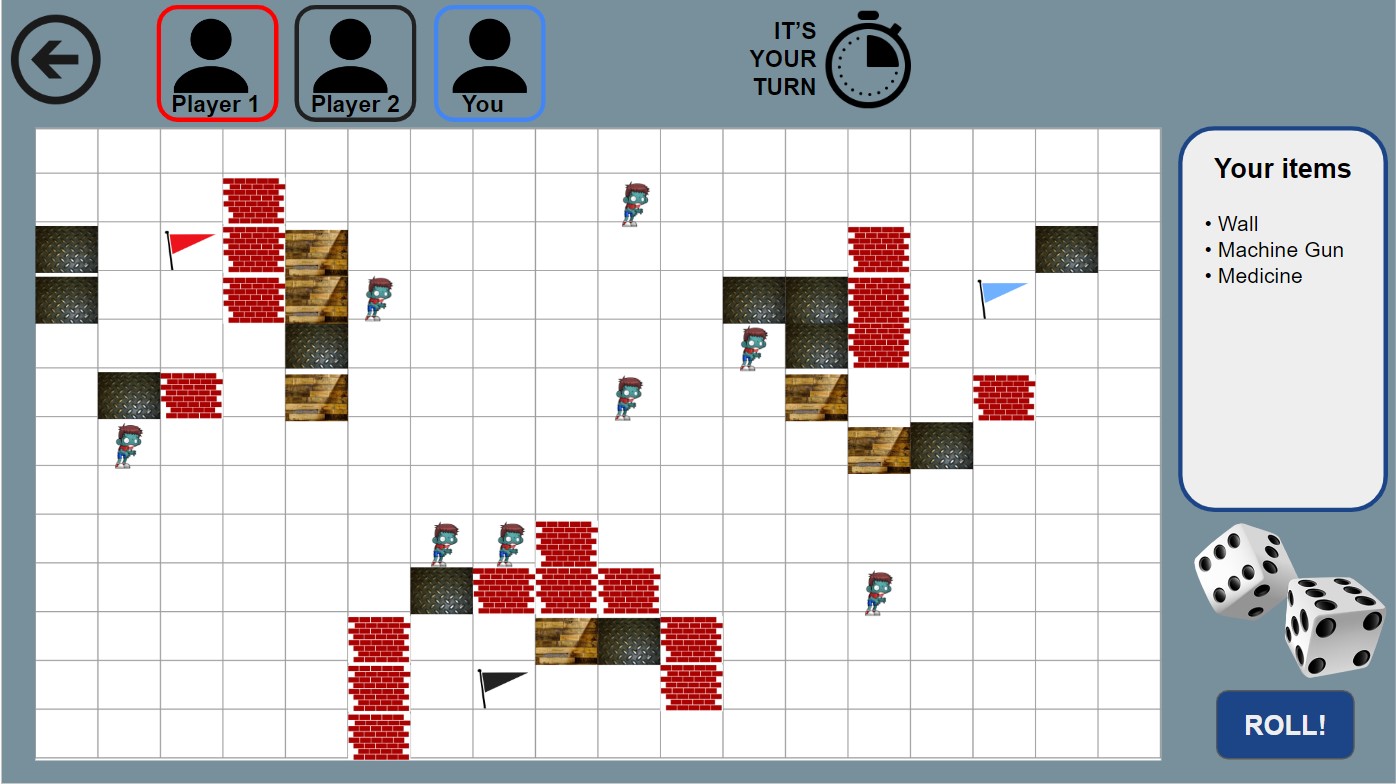 Player 1
Player 2
You
IT’S
YOUR
TURN
Your items
• Wall
• Machine Gun
• Medicine
ROLL!